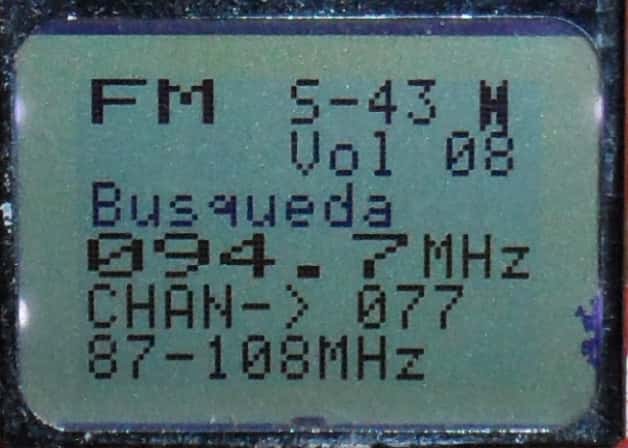 FM S-43
Vol 08
Busqueda
094.7MHz
CHAN-> 077
87-108MHz